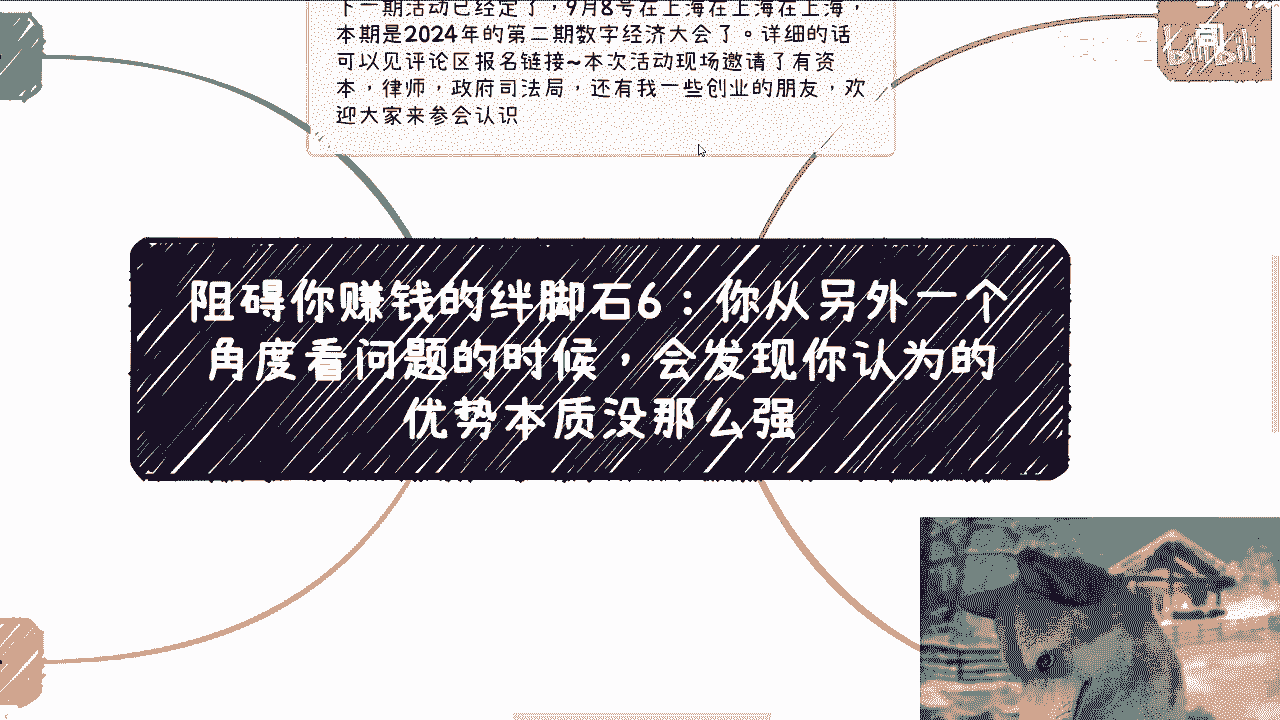 下一期活动已经定了，9月8号在上海在上海在上海，
本期是2024年的第二期数字经济大会了。详细的话
可以见评论区报名链接~本次活动现场邀请了有资
本，律师，政府司法局，还有我一些创业的朋友，欢
迎大家来参会认识
阻碍你赚钱的绊脚石6：你从另外一个
角度看问题的时候，会发现你认为的
优势本质没那么强
bilibili